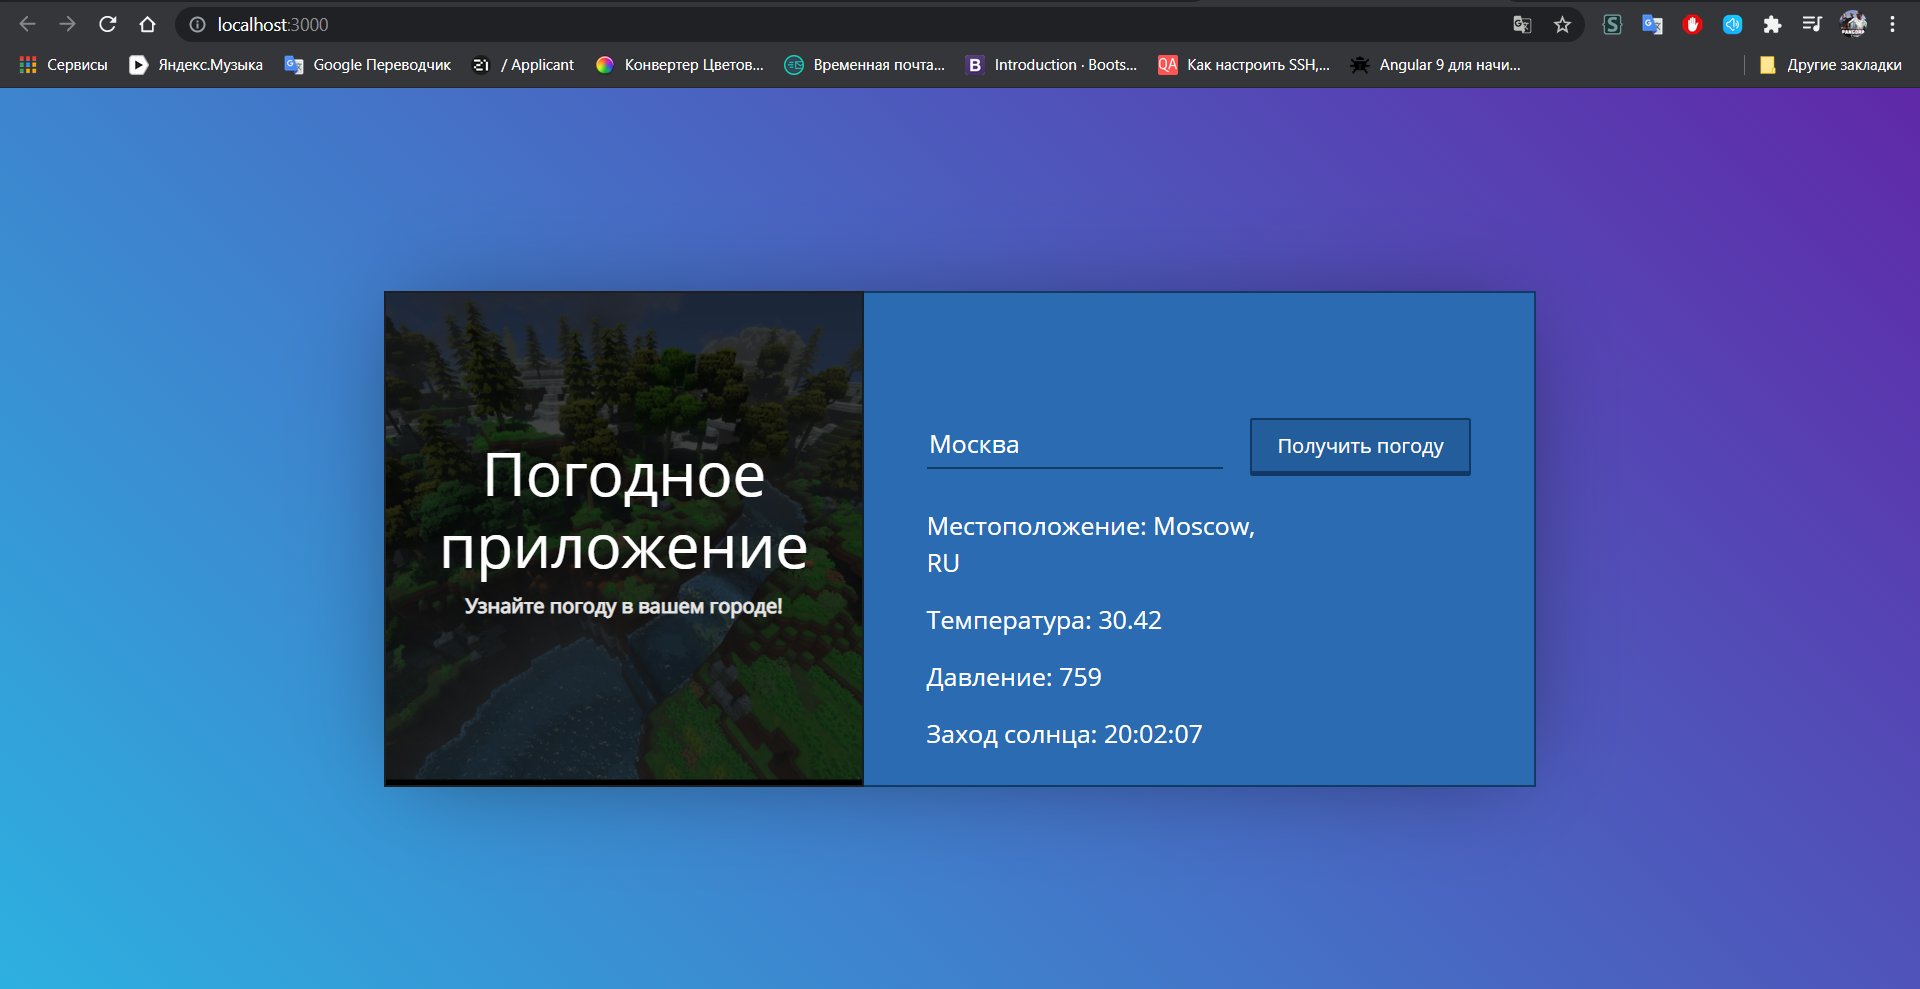 localhost:3000
Сервисы
Яндекс.Музыка
Google Переводчик
/ Applicant
Конвертер Цветов...
Временная почта...
B
Introduction · Boots...
QA
Как настроить SSH,...
Angular 9 для начи...
Другие закладки
Погодное
приложение
Узнайте погоду в вашем городе!
Москва
Получить погоду
Местоположение: Moscow,
RU
Температура: 30.42
Давление: 759
Заход солнца: 20:02:07